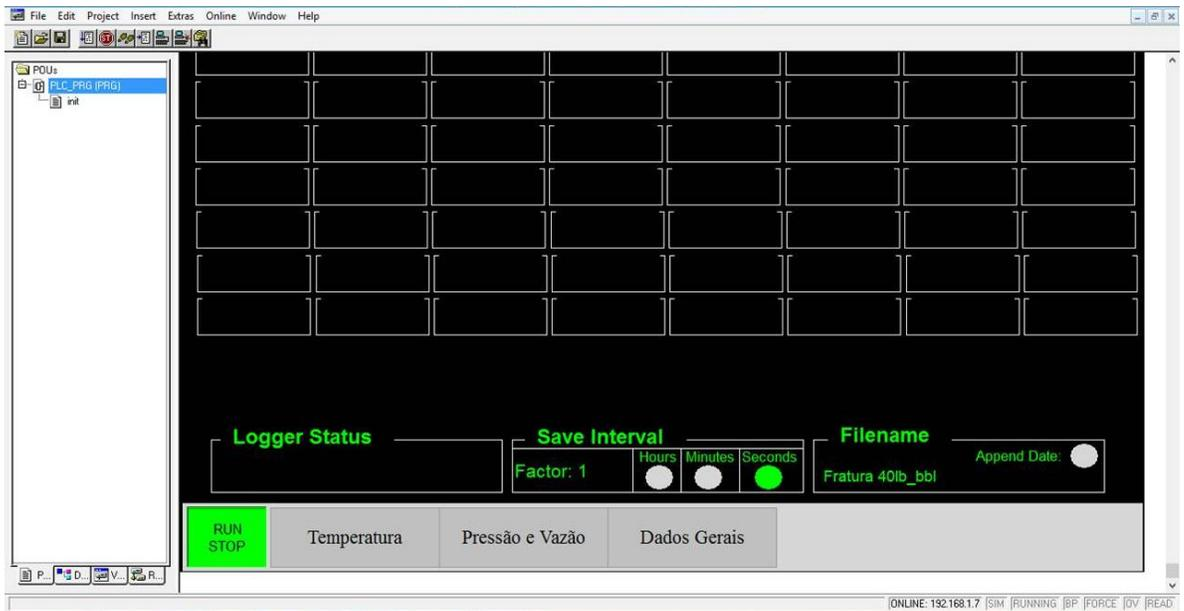 File Edit Project Insert Extras Online Window Help
POUs
PLC_PRG (PRG)
init
Logger Status
Save Interval
Filename
Factor: 1
Hours Minutes Seconds
Append Date:
Fratura 40lb_bbl
RUN
STOP
Temperatura
Pressão e Vazão
Dados Gerais
P... D... V... R...
ONLINE: 192.168.1.7 SIM RUNNING BP FORCE OV READ